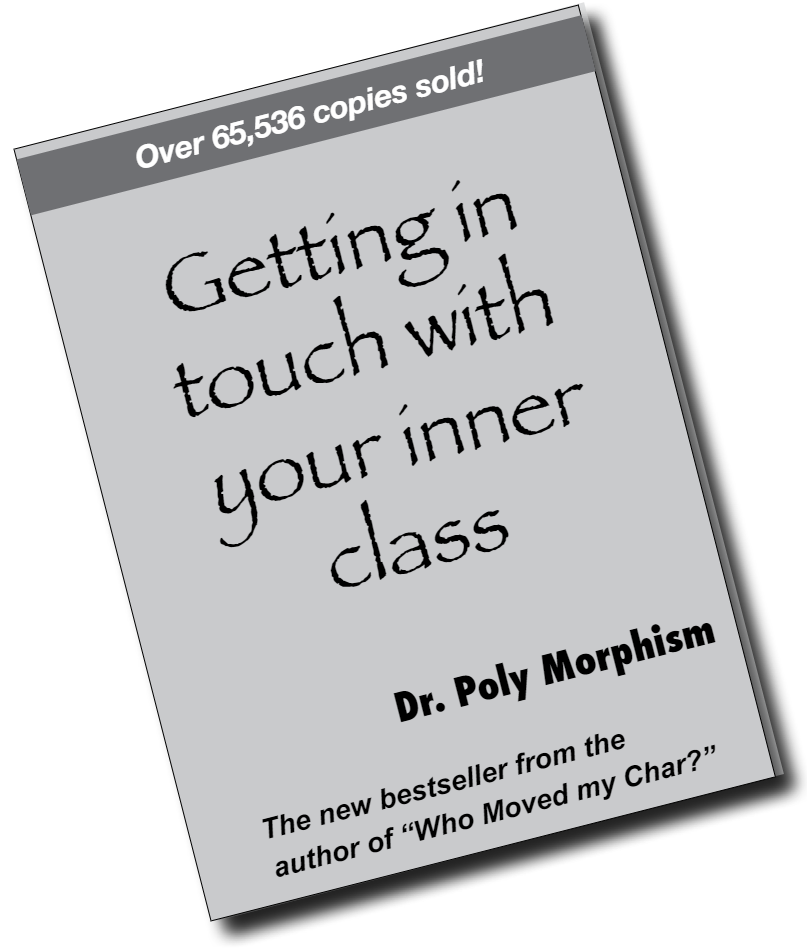 Over 65,536 copies sold!
Getting in
touch with
your inner
class
Dr. Poly Morphism
The new bestseller from the
author of “Who Moved my Char?”